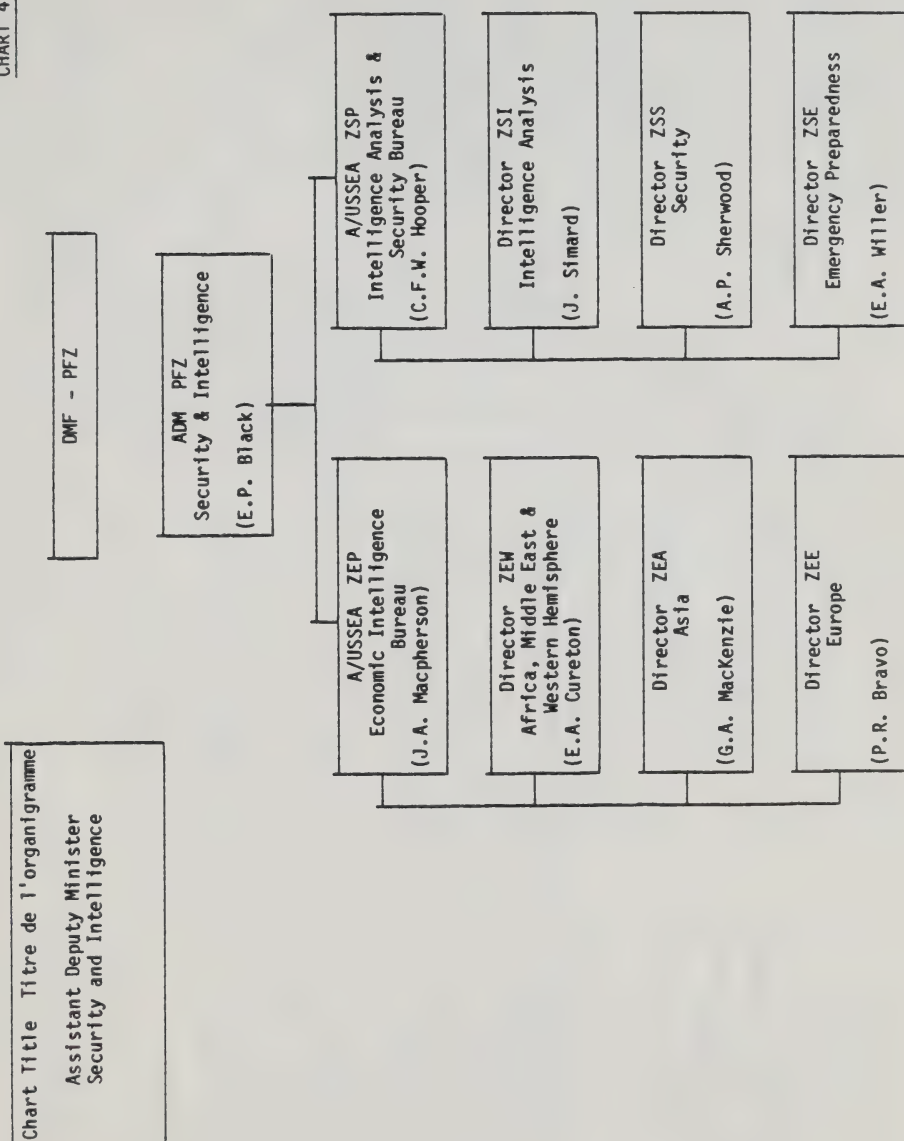 CHART 4
Chart Title Titre de l'organigramme
Assistant Deputy Minister
Security and Intelligence
DMF - PFZ
ADM PFZ
Security & Intelligence
(E.P. Black)
A/USSEA ZEP
Economic Intelligence
Bureau
(J.A. Macpherson)
Director ZEW
Africa, Middle East &
Western Hemisphere
(E.A. Cureton)
Director ZEA
Asia
(G.A. MacKenzie)
Director ZEE
Europe
(P.R. Bravo)
A/USSEA ZSP
Intelligence Analysis &
Security Bureau
(C.F.W. Hooper)
Director ZSI
Intelligence Analysis
(J. Simard)
Director ZSS
Security
(A.P. Sherwood)
Director ZSE
Emergency Preparedness
(E.A. Willer)